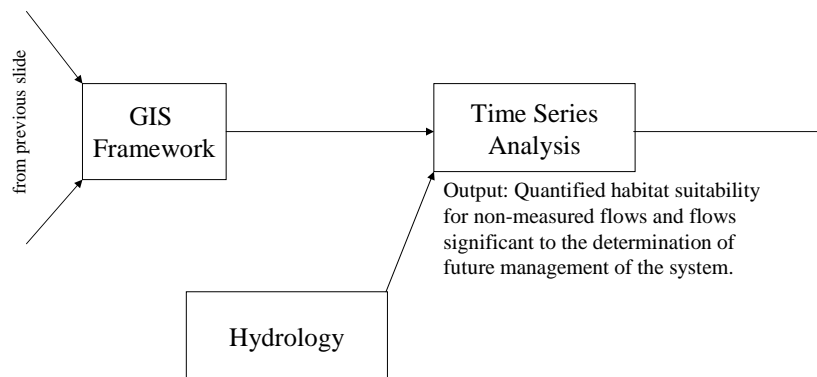 from previous slide
GIS
Framework
Time Series
Analysis
Output: Quantified habitat suitability
for non-measured flows and flows
significant to the determination of
future management of the system.
Hydrology